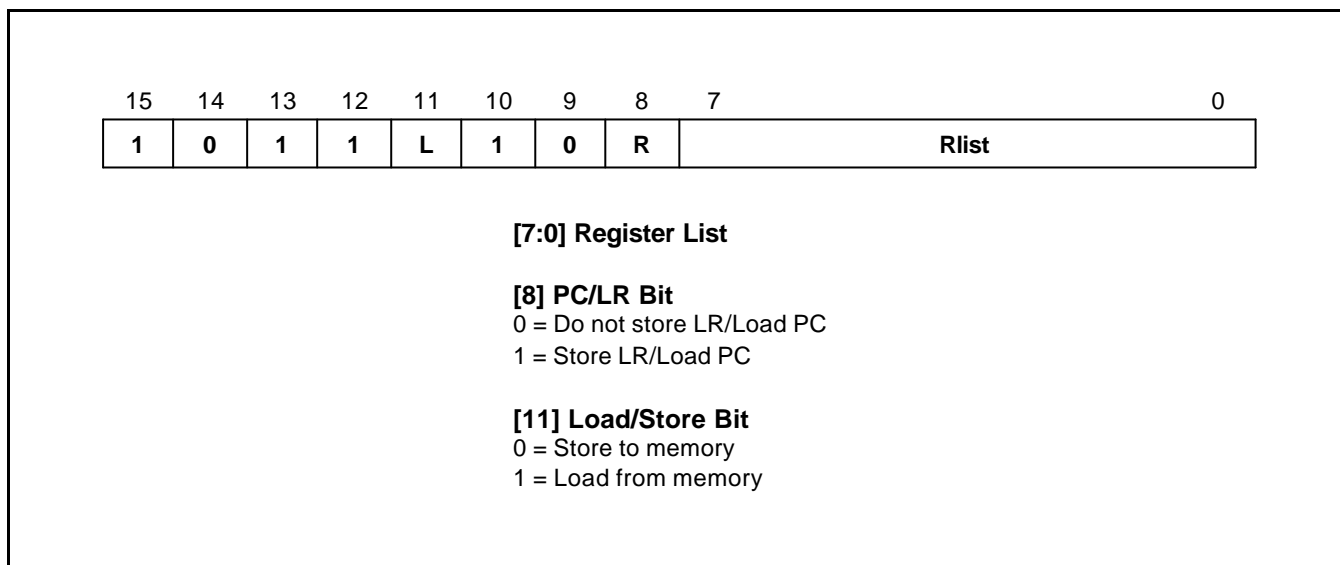 15 14 13 12 11 10 9 8 7 0
1 0 1 1 L 1 0 R Rlist
[7:0] Register List
[8] PC/LR Bit
0 = Do not store LR/Load PC
1 = Store LR/Load PC
[11] Load/Store Bit
0 = Store to memory
1 = Load from memory